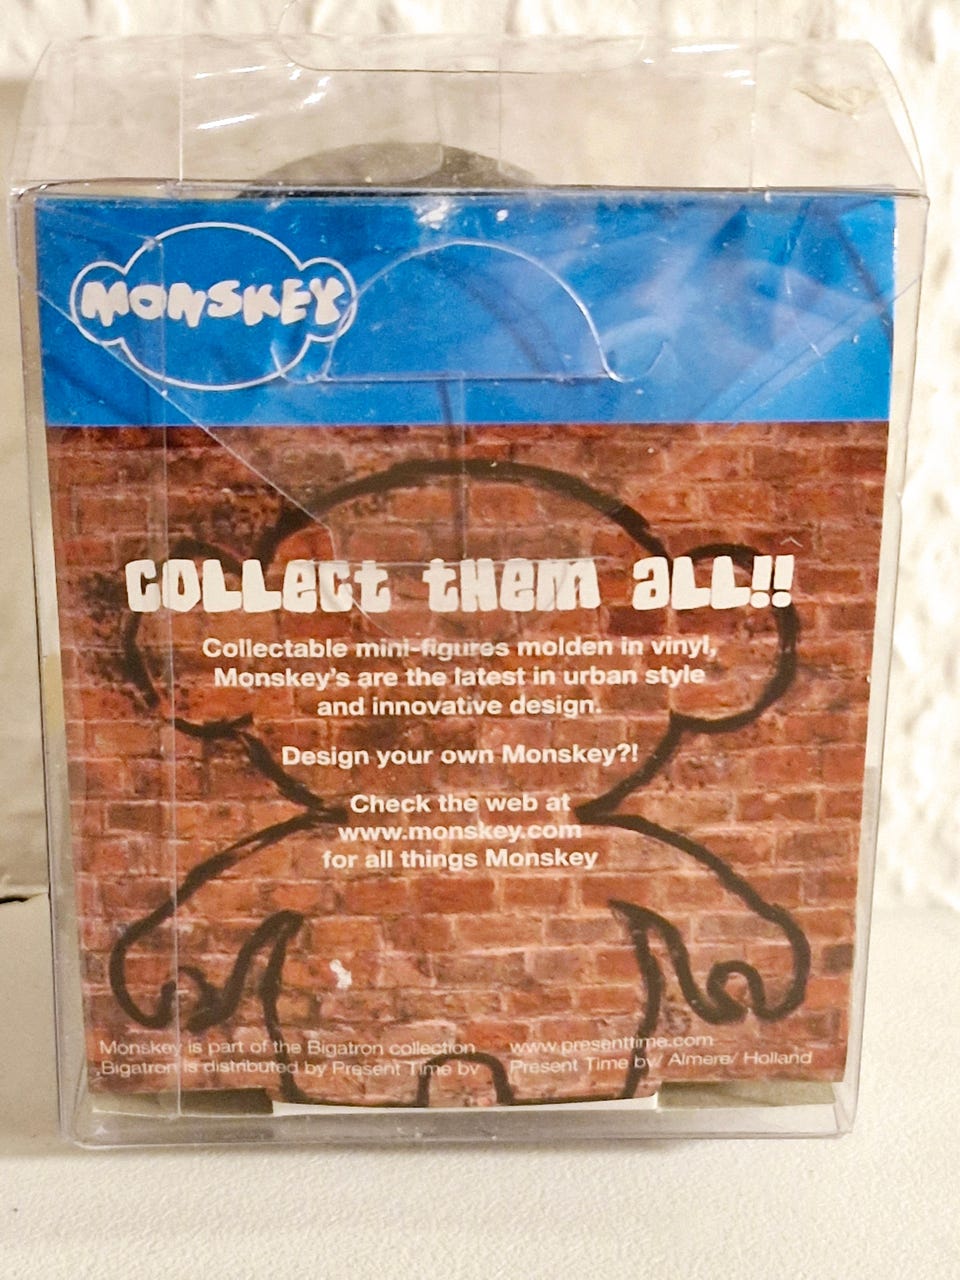 MONSKEY
COLLECT THEM ALL!!
Collectable mini-figures molden in vinyl,
Monskey's are the latest in urban style
and innovative design.
Design your own Monskey?!
Check the web at
www.monskey.com
for all things Monskey
Monskey is part of the Bigatron collection
Bigatron is distributed by Present Time bv
www.presenttime.com
Present Time bv/ Almere/ Holland